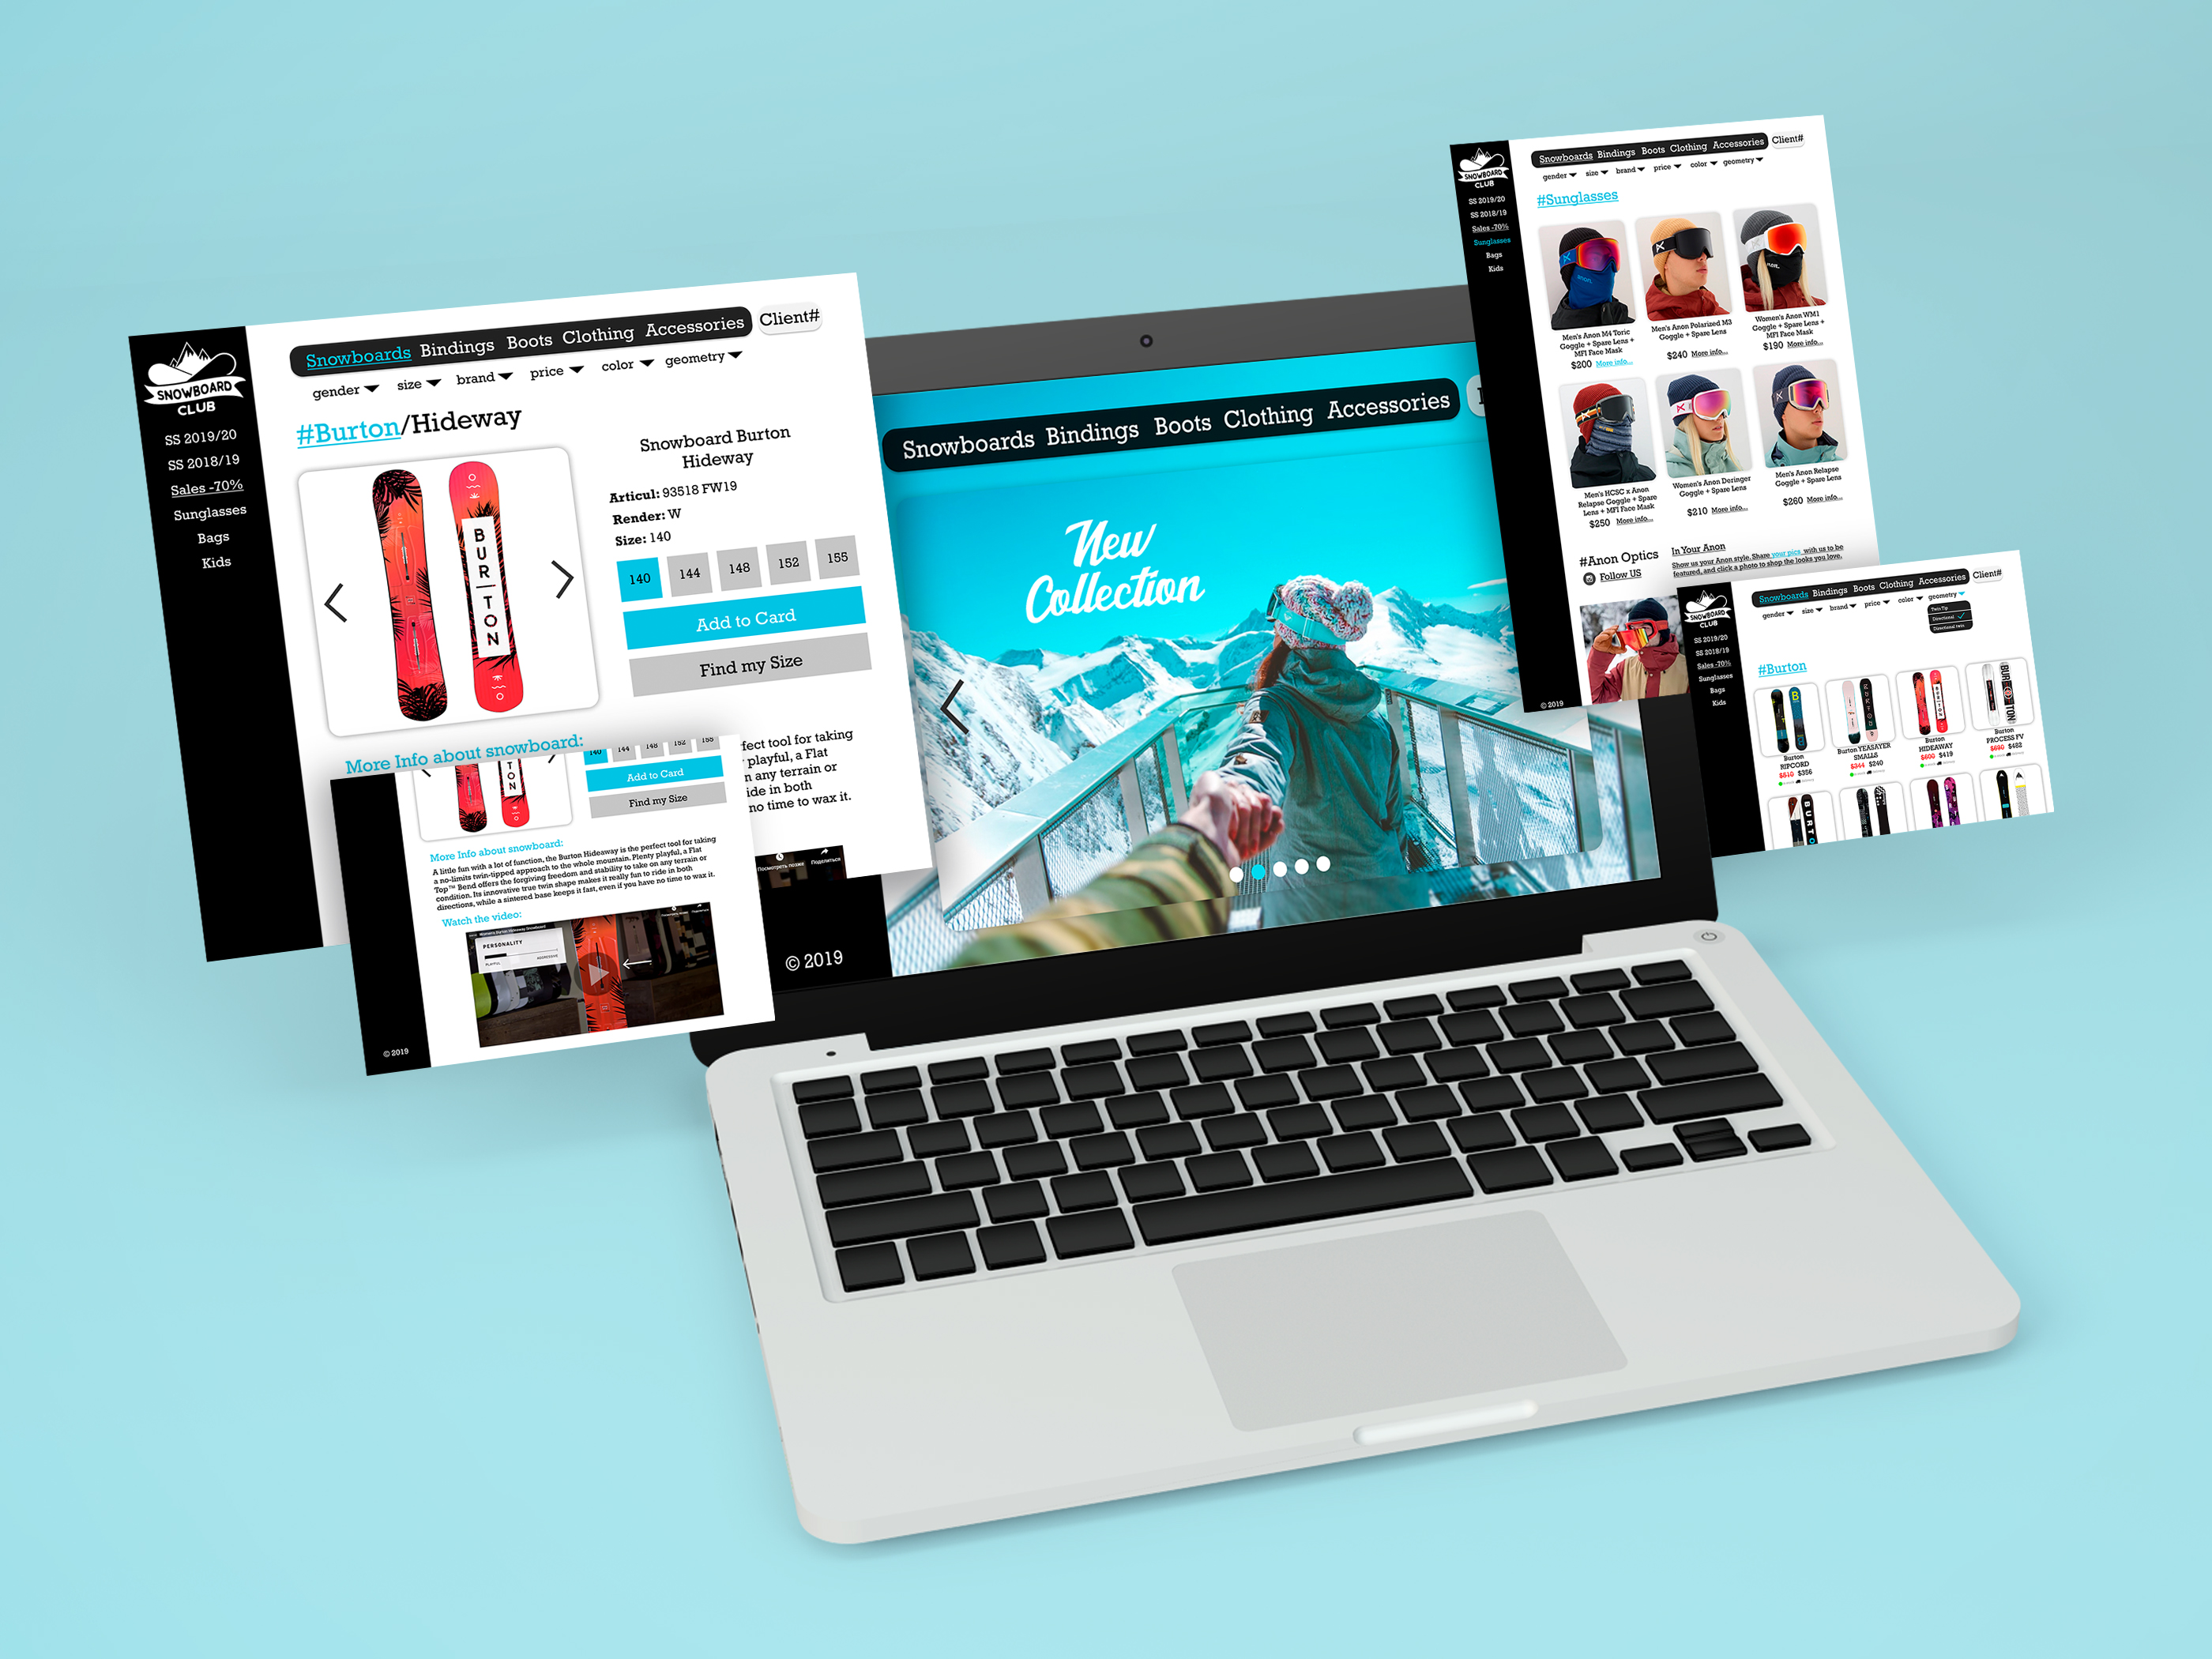 SNOWBOARD
CLUB
SS 2019/20
SS 2018/19
Sales -70%
Sunglasses
Bags
Kids
Snowboards Bindings Boots Clothing Accessories Client#
gender size brand price color geometry
#Burton/Hideway
BURTON
Snowboard Burton
Hideway
Articul: 93518 FW19
Render: W
Size: 140
140 144 148 152 155
Add to Card
Find my Size
More Info about snowboard:
fect tool for taking
playful, a Flat
n any terrain or
ide in both
no time to wax it.
Посмотреть позже Поделиться
140 144 148 152 155
TON
Add to Card
Find my Size
More Info about snowboard:
A little fun with a lot of function, the Burton Hideaway is the perfect tool for taking
a no-limits twin-tipped approach to the whole mountain. Plenty playful, a Flat
Top™ Bend offers the forgiving freedom and stability to take on any terrain or
condition. Its innovative true twin shape makes it really fun to ride in both
directions, while a sintered base keeps it fast, even if you have no time to wax it.
Watch the video:
Womens Burton Hideaway Snowboard
PERSONALITY
PLAYFUL AGGRESSIVE
© 2019
Snowboards Bindings Boots Clothing Accessories
New
Collection
© 2019
SNOWBOARD
CLUB
SS 2019/20
SS 2018/19
Sales -70%
Sunglasses
Bags
Kids
Snowboards Bindings Boots Clothing Accessories Client#
gender size brand price color geometry
#Sunglasses
Men's Anon M4 Toric
Goggle + Spare Lens +
MFI Face Mask
$200 More info...
Men's Anon Polarized M3
Goggle + Spare Lens
$240 More info...
Women's Anon WM1
Goggle + Spare Lens +
MFI Face Mask
$190 More info...
Men's HCSC x Anon
Relapse Goggle + Spare
Lens + MFI Face Mask
$250 More info...
Women's Anon Deringer
Goggle + Spare Lens
$210 More info...
Men's Anon Relapse
Goggle + Spare Lens
$260 More info...
#Anon Optics
Follow US
In Your Anon
Show us your Anon style. Share your pics with us to be
featured, and click a photo to shop the looks you love.
© 2019
SNOWBOARD
CLUB
SS 2019/20
SS 2018/19
Sales -70%
Sunglasses
Bags
Kids
Snowboards Bindings Boots Clothing Accessories Client#
gender size brand price color geometry
Twin Tip
Directional
Directional twin
#Burton
Burton
RIPCORD
$510 $356
Burton YEASAYER
SMALLS
$344 $240
Burton
HIDEAWAY
$600 $419
Burton
PROCESS FV
$690 $482